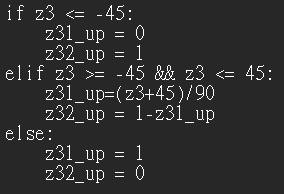 if z3 <= -45:
    z31_up = 0
    z32_up = 1
elif z3 >= -45 && z3 <= 45:
    z31_up=(z3+45)/90
    z32_up = 1-z31_up
else:
    z31_up = 1
    z32_up = 0